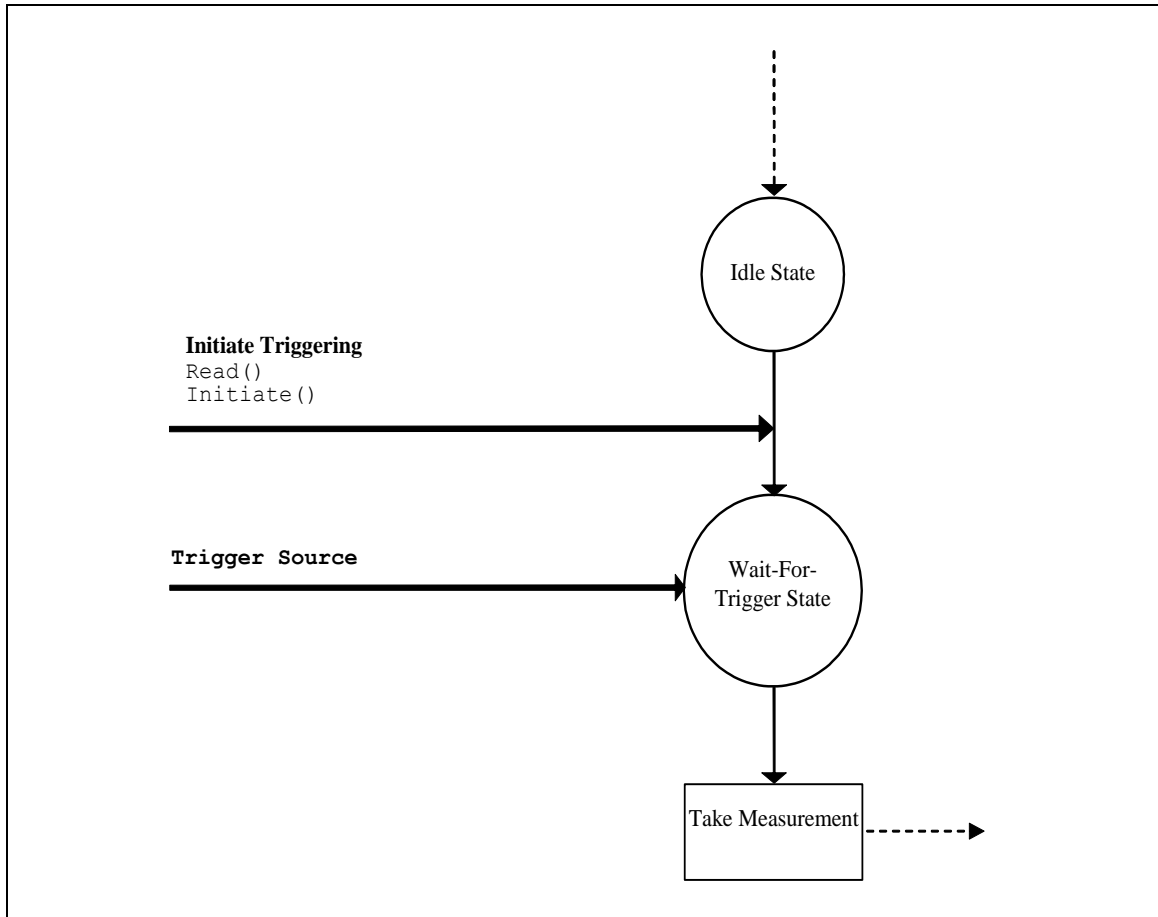 Idle State
Initiate Triggering
Read()
Initiate()
Trigger Source
Wait-For-
Trigger State
Take Measurement